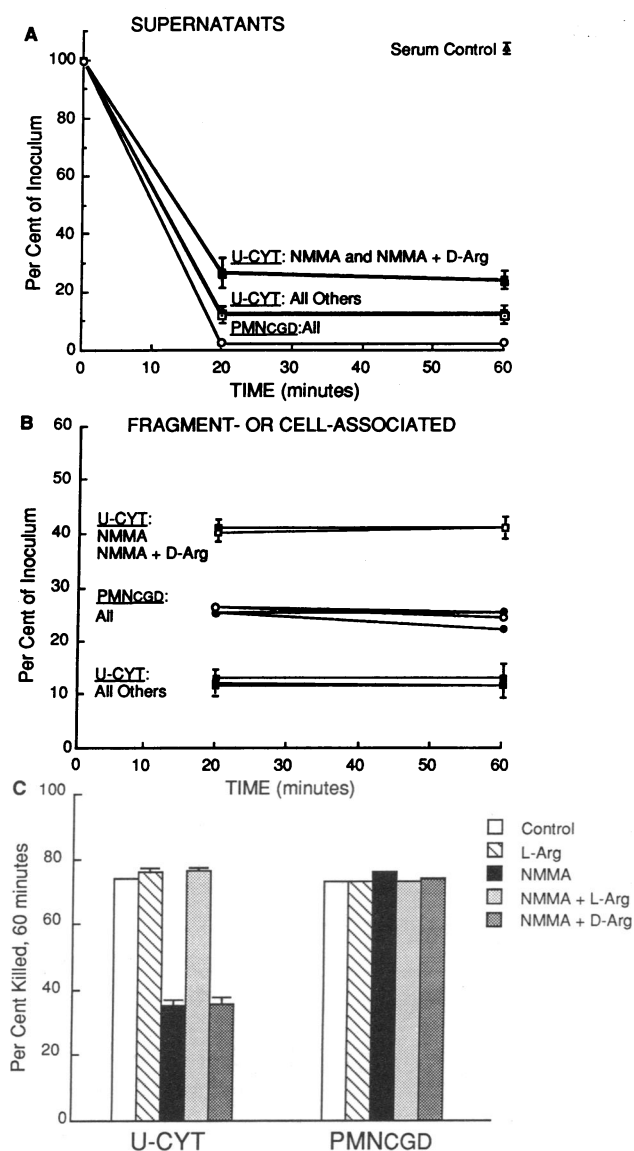 A
SUPERNATANTS
Serum Control
100
80
60
40
20
0
Per Cent of Inoculum
U-CYT: NMMA and NMMA + D-Arg
U-CYT: All Others
PMNCGD:All
0 10 20 30 40 50 60
TIME (minutes)
B
FRAGMENT- OR CELL-ASSOCIATED
60
50
40
30
20
10
0
Per Cent of Inoculum
U-CYT:
NMMA
NMMA + D-Arg
PMNCGD:
All
U-CYT:
All Others
0 10 20 30 40 50 60
TIME (minutes)
C
100
80
60
40
20
0
Per Cent Killed, 60 minutes
Control
L-Arg
NMMA
NMMA + L-Arg
NMMA + D-Arg
U-CYT PMNCGD